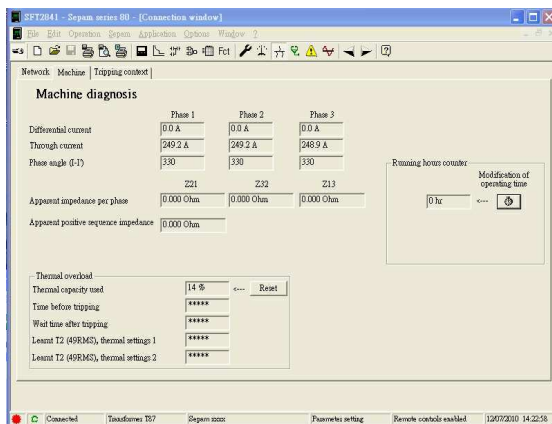 SFT2841 - Sepam series 80 - [Connection window]
File Edit Operation Sepam Application Options Window ?
Fct
Network Machine Tripping context
Machine diagnosis
Phase 1 Phase 2 Phase 3
Differential current 0.0 A 0.0 A 0.0 A
Through current 249.2 A 249.2 A 248.9 A
Phase angle (I-I') 330 330 330
Z21 Z32 Z13
Apparent impedance per phase 0.000 Ohm 0.000 Ohm 0.000 Ohm
Apparent positive sequence impedance 0.000 Ohm
Running hours counter
Modification of
operating time
0 hr <---
Thermal overload
Thermal capacity used 14 % <--- Reset
Time before tripping *****
Wait time after tripping *****
Learnt T2 (49RMS), thermal settings 1 *****
Learnt T2 (49RMS), thermal settings 2 *****
Connected Transformer T87 Sepam xxxx Parameter setting Remote controls enabled 12/07/2010 14:22:58